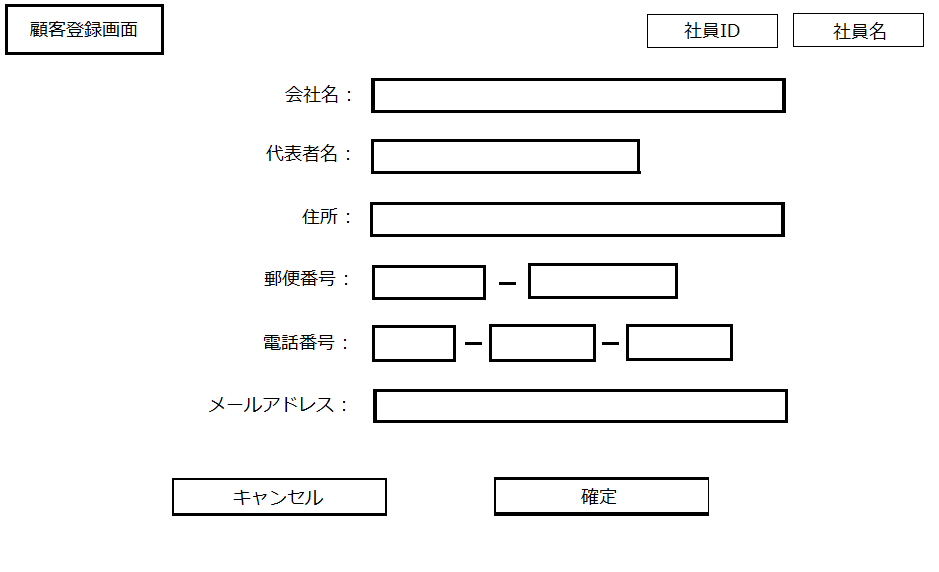 顧客登録画面
社員ID
社員名
会社名：
代表者名：
住所：
郵便番号：
－
電話番号：
－ －
メールアドレス：
キャンセル
確定